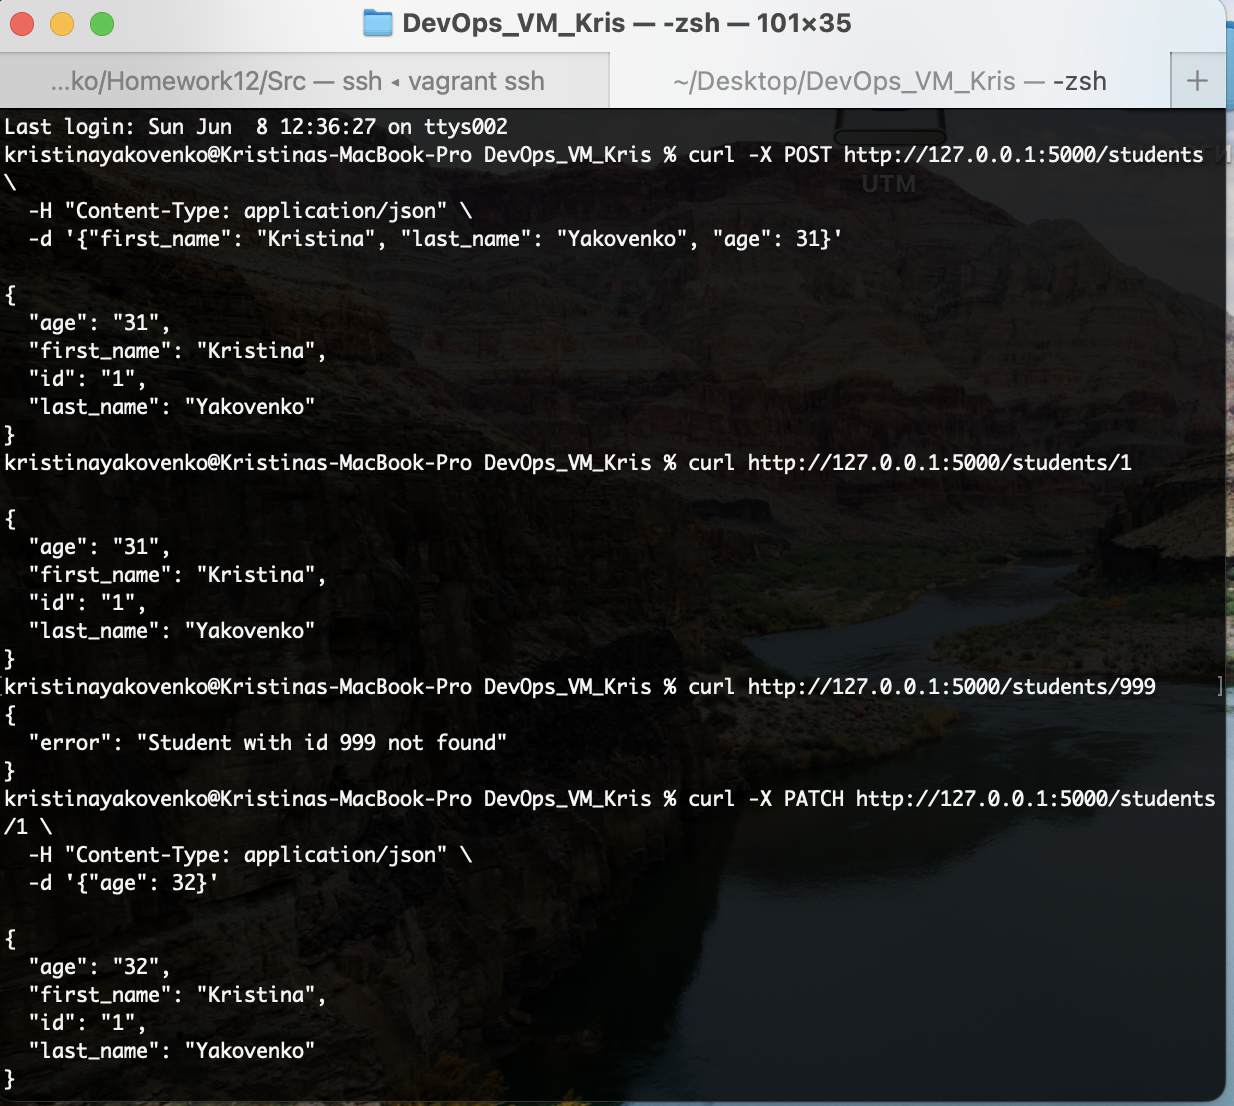 DevOps_VM_Kris — -zsh — 101×35
...ko/Homework12/Src — ssh ◂ vagrant ssh
~/Desktop/DevOps_VM_Kris — -zsh
+
Last login: Sun Jun  8 12:36:27 on ttys002
kristinayakovenko@Kristinas-MacBook-Pro DevOps_VM_Kris % curl -X POST http://127.0.0.1:5000/students
\
  -H "Content-Type: application/json" \
  -d '{"first_name": "Kristina", "last_name": "Yakovenko", "age": 31}'
UTM
{
  "age": "31",
  "first_name": "Kristina",
  "id": "1",
  "last_name": "Yakovenko"
}
kristinayakovenko@Kristinas-MacBook-Pro DevOps_VM_Kris % curl http://127.0.0.1:5000/students/1
{
  "age": "31",
  "first_name": "Kristina",
  "id": "1",
  "last_name": "Yakovenko"
}
[kristinayakovenko@Kristinas-MacBook-Pro DevOps_VM_Kris % curl http://127.0.0.1:5000/students/999 ]
{
  "error": "Student with id 999 not found"
}
kristinayakovenko@Kristinas-MacBook-Pro DevOps_VM_Kris % curl -X PATCH http://127.0.0.1:5000/students
/1 \
  -H "Content-Type: application/json" \
  -d '{"age": 32}'
{
  "age": "32",
  "first_name": "Kristina",
  "id": "1",
  "last_name": "Yakovenko"
}